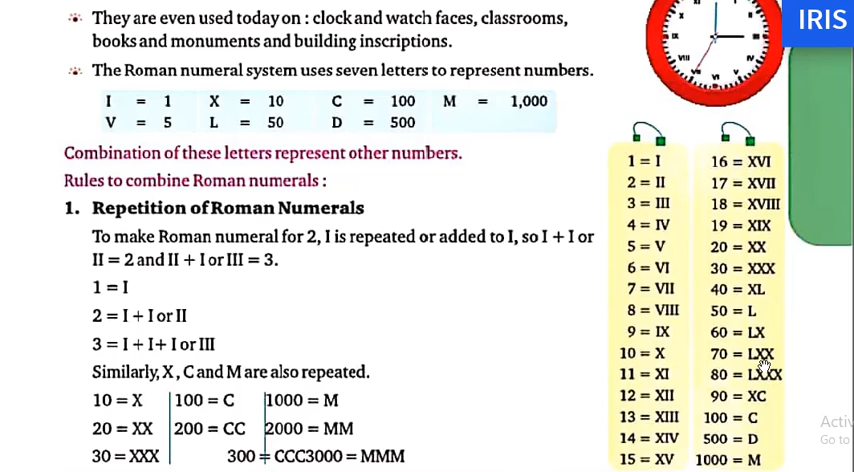 IRIS
They are even used today on : clock and watch faces, classrooms,
books and monuments and building inscriptions.
The Roman numeral system uses seven letters to represent numbers.
I = 1 X = 10 C = 100 M = 1,000
V = 5 L = 50 D = 500
Combination of these letters represent other numbers.
Rules to combine Roman numerals :
1. Repetition of Roman Numerals
To make Roman numeral for 2, I is repeated or added to I, so I + I or
II = 2 and II + I or III = 3.
1 = I
2 = I + I or II
3 = I + I + I or III
Similarly, X , C and M are also repeated.
10 = X 100 = C 1000 = M
20 = XX 200 = CC 2000 = MM
30 = XXX 300 = CCC3000 = MMM
1 = I 16 = XVI
2 = II 17 = XVII
3 = III 18 = XVIII
4 = IV 19 = XIX
5 = V 20 = XX
6 = VI 30 = XXX
7 = VII 40 = XL
8 = VIII 50 = L
9 = IX 60 = LX
10 = X 70 = LXX
11 = XI 80 = LXXX
12 = XII 90 = XC
13 = XIII 100 = C
14 = XIV 500 = D
15 = XV 1000 = M
Activ
Go to